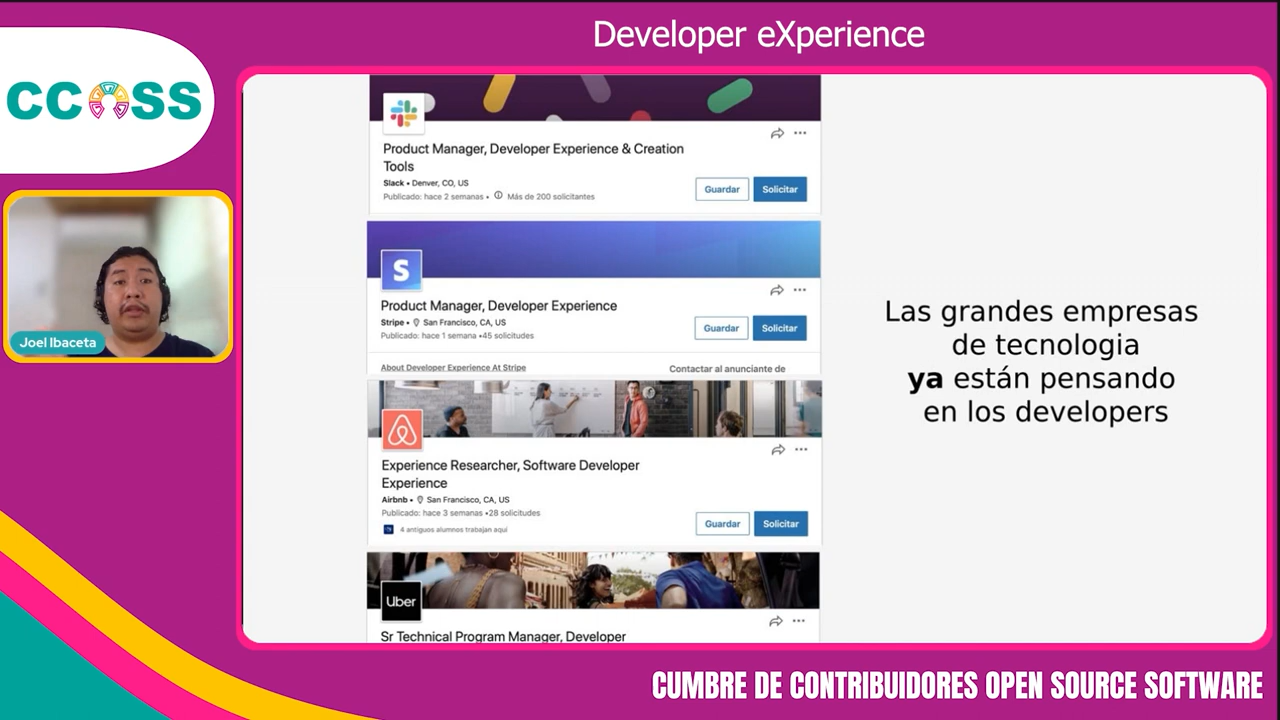 Developer eXperience
CCOSS
Joel Ibaceta
Product Manager, Developer Experience & Creation
Tools
Slack • Denver, CO, US
Publicado: hace 2 semanas • Más de 200 solicitantes
Guardar
Solicitar
S
Product Manager, Developer Experience
Stripe • San Francisco, CA, US
Publicado: hace 1 semana •45 solicitudes
Guardar
Solicitar
About Developer Experience At Stripe
Contactar al anunciante de
Experience Researcher, Software Developer
Experience
Airbnb • San Francisco, CA, US
Publicado: hace 3 semanas •28 solicitudes
4 antiguos alumnos trabajan aquí
Guardar
Solicitar
Uber
Sr Technical Program Manager, Developer
Las grandes empresas
de tecnologia
ya están pensando
en los developers
CUMBRE DE CONTRIBUIDORES OPEN SOURCE SOFTWARE